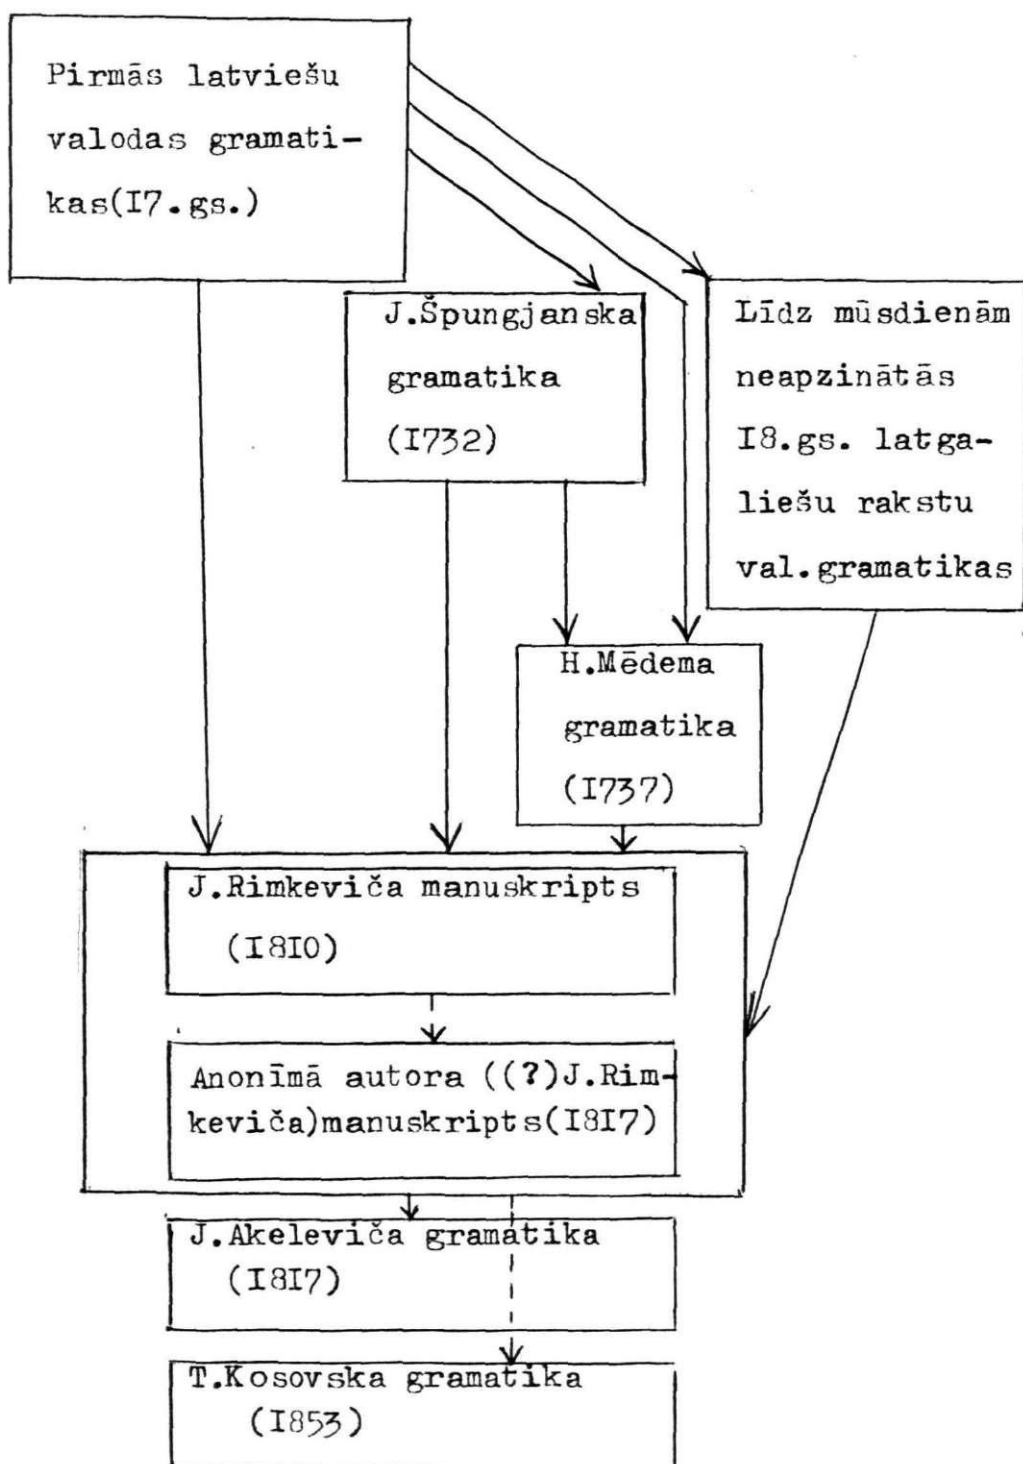 Pirmās latviešu
valodas gramati-
kas(I7.gs.)
J.Špungjanska
gramatika
(I732)
Līdz mūsdienām
neapzinātās
I8.gs. latga-
liešu rakstu
val.gramatikas
H.Mēdema
gramatika
(I737)
J.Rimkeviča manuskripts
(I8I0)
Anonīmā autora ((?)J.Rim-
keviča)manuskripts(I8I7)
J.Akeleviča gramatika
(I8I7)
T.Kosovska gramatika
(I853)